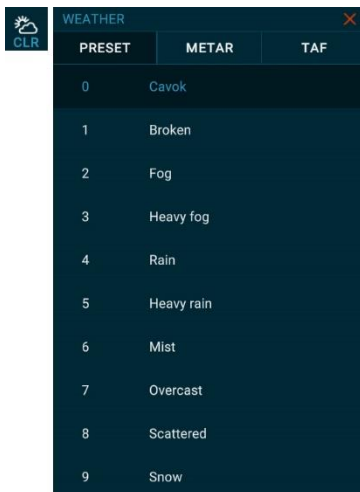 CLR
WEATHER
PRESET METAR TAF
0 Cavok
1 Broken
2 Fog
3 Heavy fog
4 Rain
5 Heavy rain
6 Mist
7 Overcast
8 Scattered
9 Snow